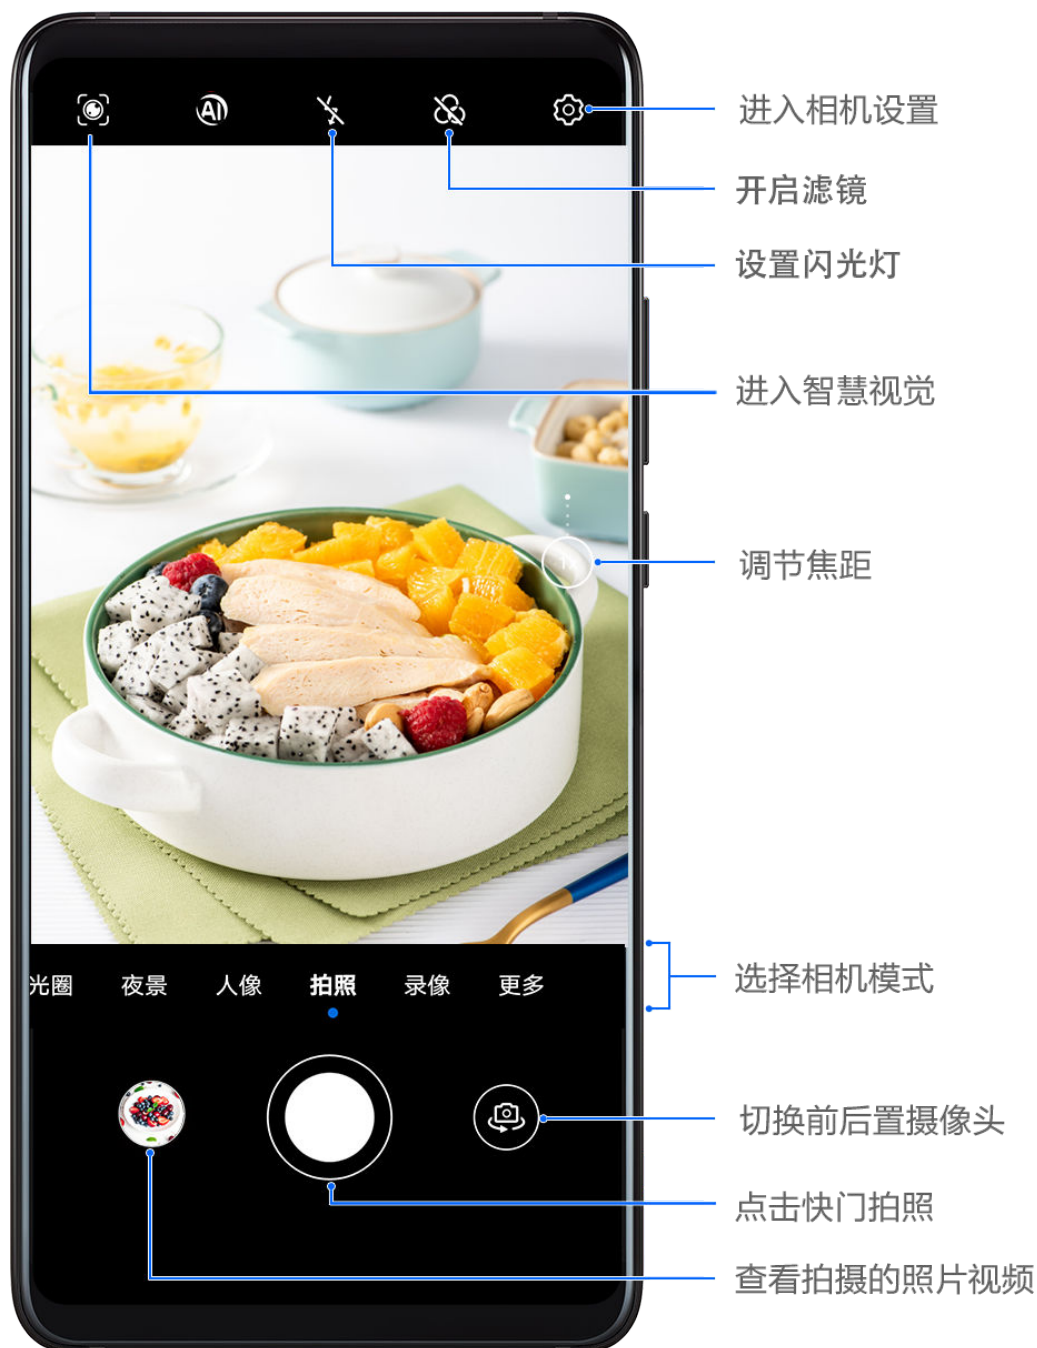 AI
进入相机设置
开启滤镜
设置闪光灯
进入智慧视觉
调节焦距
光圈 夜景 人像 拍照 录像 更多
选择相机模式
切换前后置摄像头
点击快门拍照
查看拍摄的照片视频